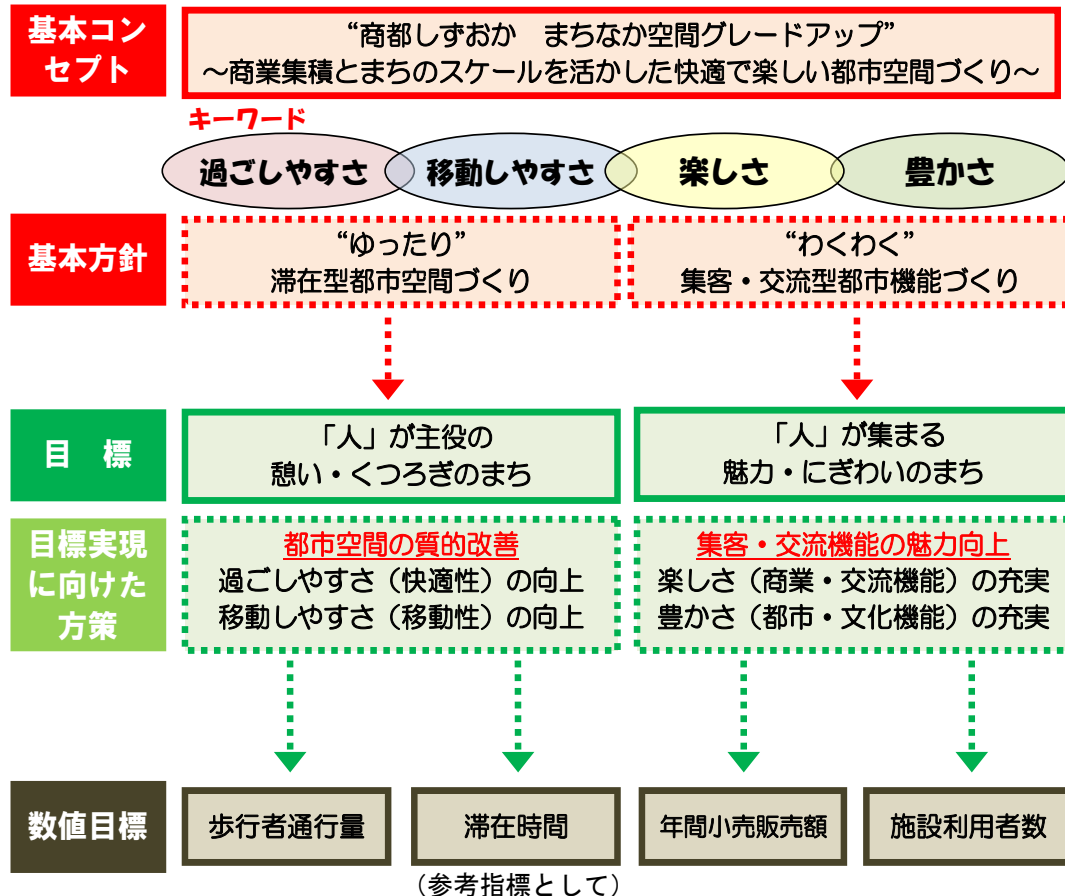 基本コン
セプト
“商都しずおか　まちなか空間グレードアップ”
～商業集積とまちのスケールを活かした快適で楽しい都市空間づくり～
キーワード
過ごしやすさ
移動しやすさ
楽しさ
豊かさ
基本方針
“ゆったり”
滞在型都市空間づくり
“わくわく”
集客・交流型都市機能づくり
目　標
「人」が主役の
憩い・くつろぎのまち
「人」が集まる
魅力・にぎわいのまち
目標実現
に向けた
方策
都市空間の質的改善
過ごしやすさ（快適性）の向上
移動しやすさ（移動性）の向上
集客・交流機能の魅力向上
楽しさ（商業・交流機能）の充実
豊かさ（都市・文化機能）の充実
数値目標
歩行者通行量
滞在時間
年間小売販売額
施設利用者数
（参考指標として）